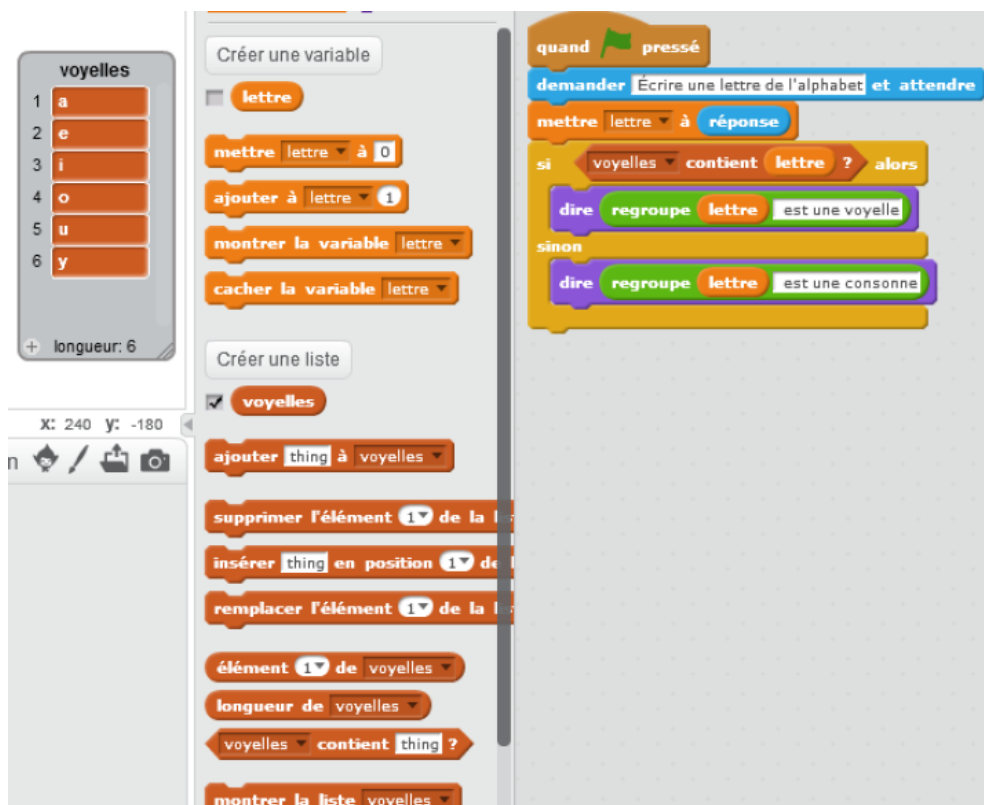 voyelles
1 a
2 e
3 i
4 o
5 u
6 y
+ longueur: 6
x: 240 y: -180
n
Créer une variable
lettre
mettre lettre à 0
ajouter à lettre 1
montrer la variable lettre
cacher la variable lettre
Créer une liste
voyelles
ajouter thing à voyelles
supprimer l'élément 1 de la
insérer thing en position 1 de
remplacer l'élément 1 de la
élément 1 de voyelles
longueur de voyelles
voyelles contient thing ?
montrer la liste voyelles
quand pressé
demander Écrire une lettre de l'alphabet et attendre
mettre lettre à réponse
si voyelles contient lettre ? alors
dire regroupe lettre est une voyelle
sinon
dire regroupe lettre est une consonne